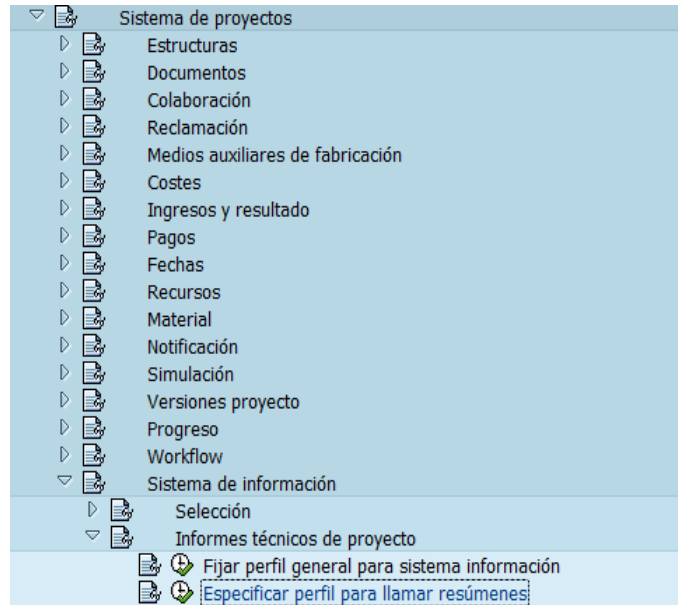 Sistema de proyectos
Estructuras
Documentos
Colaboración
Reclamación
Medios auxiliares de fabricación
Costes
Ingresos y resultado
Pagos
Fechas
Recursos
Material
Notificación
Simulación
Versiones proyecto
Progreso
Workflow
Sistema de información
Selección
Informes técnicos de proyecto
Fijar perfil general para sistema información
Especificar perfil para llamar resúmenes